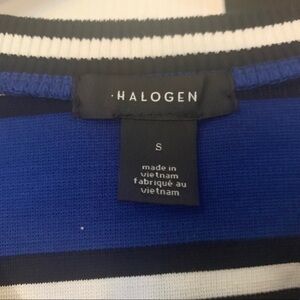 ·HALOGEN
S
made in
vietnam
fabriqué au
vietnam